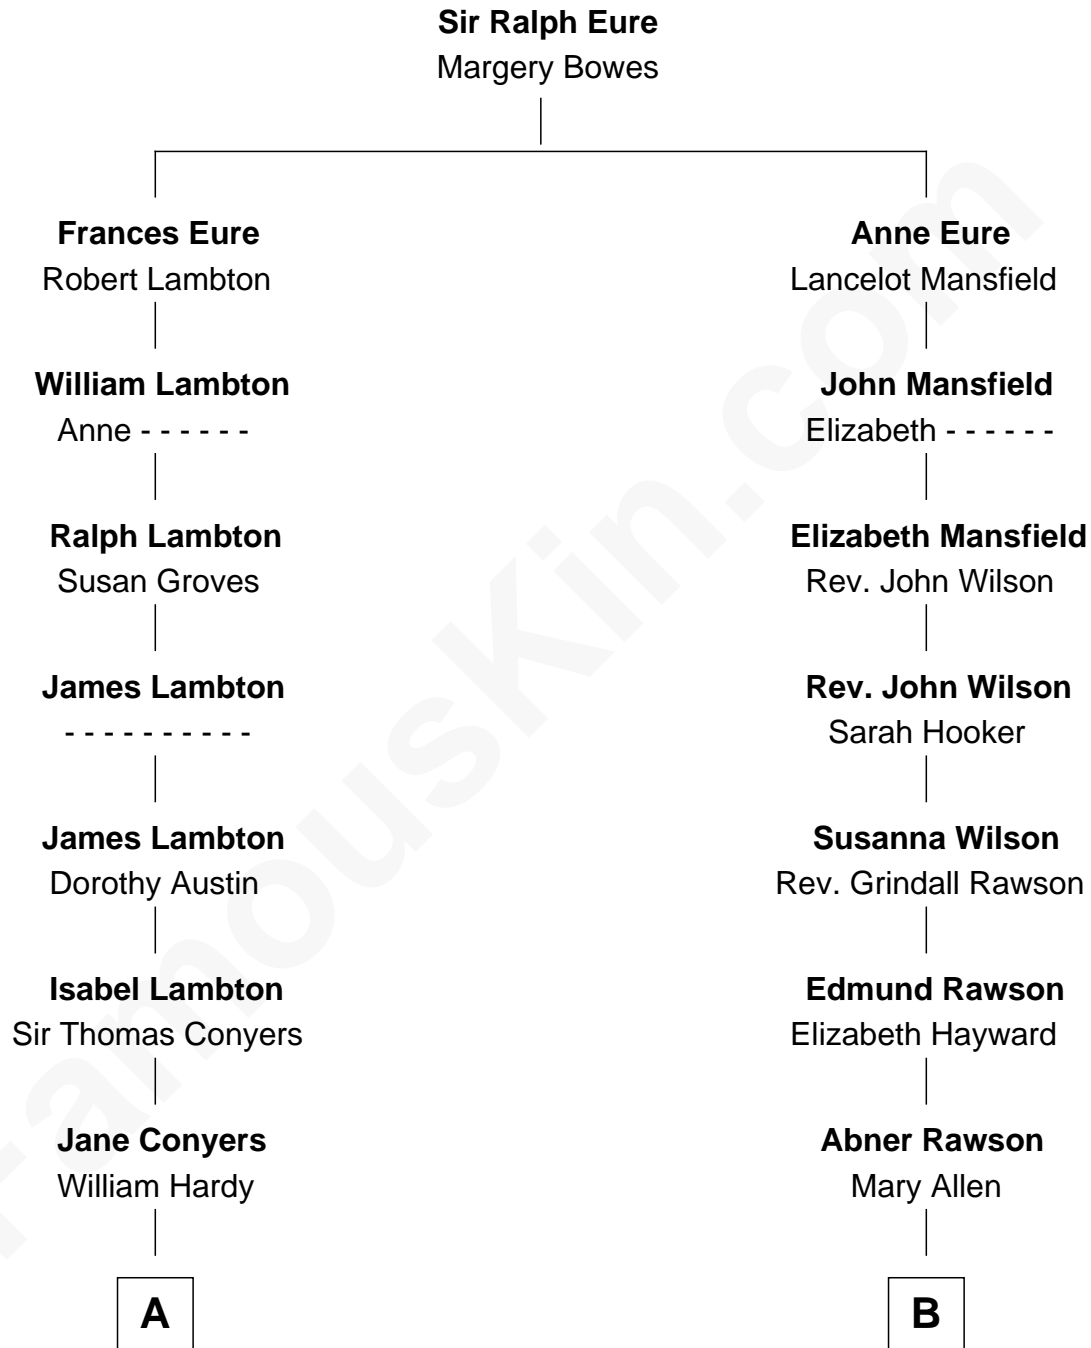 Sir Ralph Eure
Margery Bowes
Frances Eure
Robert Lambton
William Lambton
Anne - - - - - -
Ralph Lambton
Susan Groves
James Lambton
- - - - - - - - - -
James Lambton
Dorothy Austin
Isabel Lambton
Sir Thomas Conyers
Jane Conyers
William Hardy
A
Anne Eure
Lancelot Mansfield
John Mansfield
Elizabeth - - - - - -
Elizabeth Mansfield
Rev. John Wilson
Rev. John Wilson
Sarah Hooker
Susanna Wilson
Rev. Grindall Rawson
Edmund Rawson
Elizabeth Hayward
Abner Rawson
Mary Allen
B
FamousKin.com